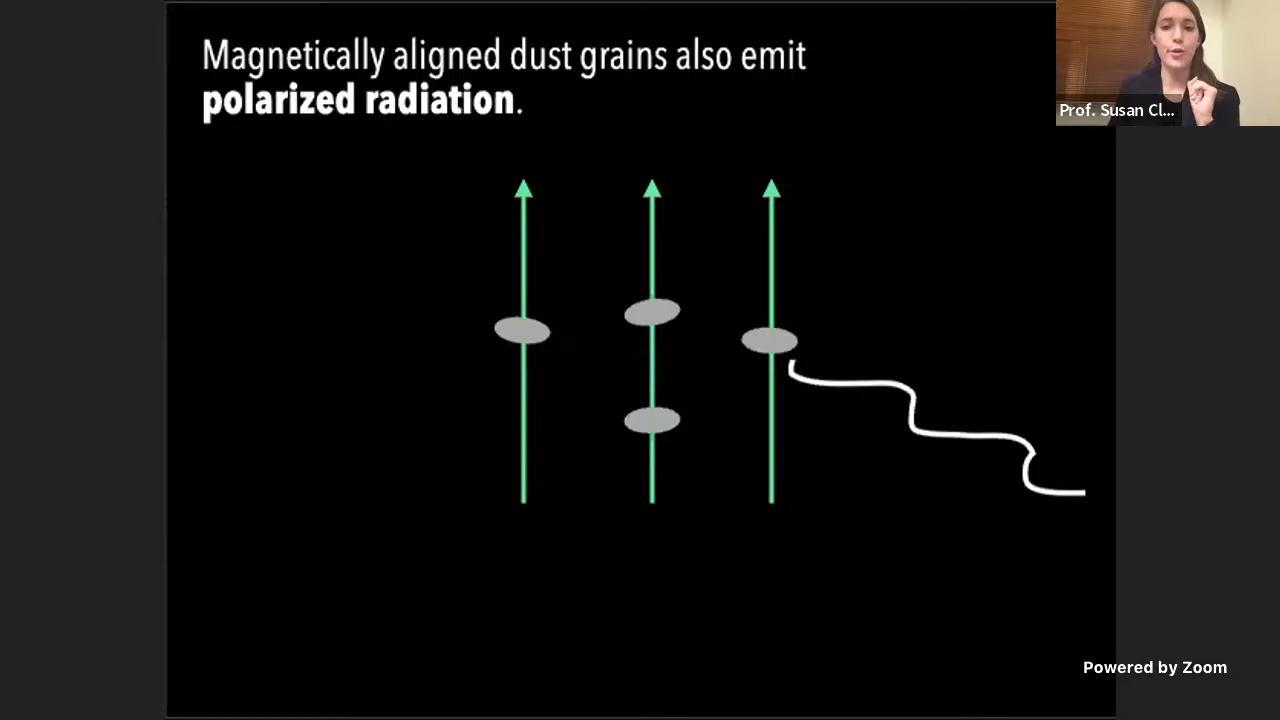 Magnetically aligned dust grains also emit
polarized radiation.
Prof. Susan Cl...
Powered by Zoom